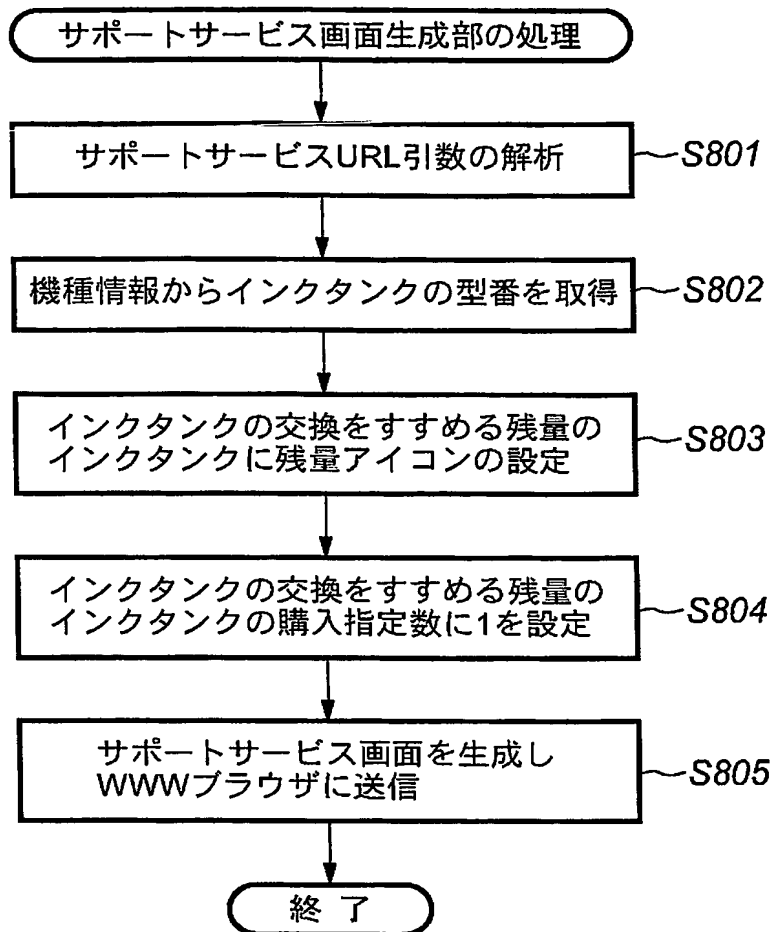 サポートサービス画面生成部の処理
サポートサービスURL引数の解析
S801
機種情報からインクタンクの型番を取得
S802
インクタンクの交換をすすめる残量の
インクタンクに残量アイコンの設定
S803
インクタンクの交換をすすめる残量の
インクタンクの購入指定数に1を設定
S804
サポートサービス画面を生成し
WWWブラウザに送信
S805
終 了